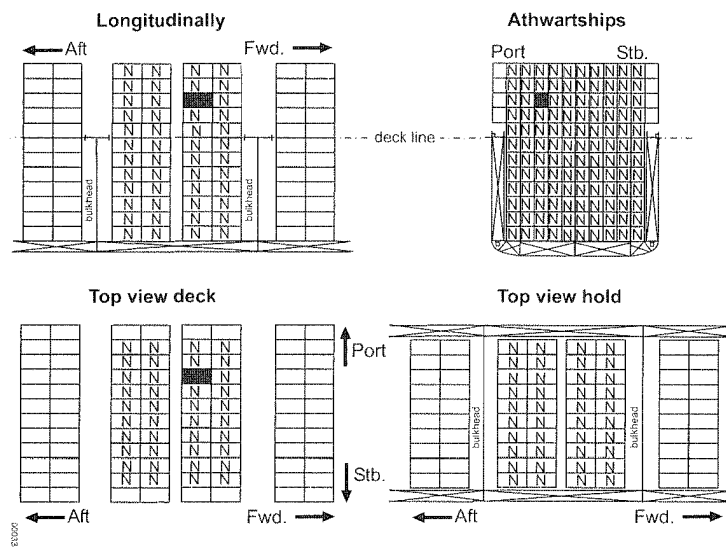 Longitudinally
Aft
Fwd.
N N N N
N N N N
N N N
N N N N
N N N N
N N N N
N N N N
N N N N
N N N N
N N N N
N N N N
N N N N
bulkhead
bulkhead
deck line
Athwartships
Port
Stb.
N N N N N N N N N N
N N N N N N N N N N
N N N N N N N N N
N N N N N N N N N N
N N N N N N N N N N
N N N N N N N N N N
N N N N N N N N N N
N N N N N N N N N N
N N N N N N N N N N
N N N N N N N N N N
N N N N N N N N N N
N N N N N N N N N N
Top view deck
Port
N N N N
N N N N
N N N
N N N N
N N N N
N N N N
N N N N
N N N N
N N N N
N N N N
Stb.
Aft
Fwd.
Top view hold
N N N N
N N N N
N N N N
N N N N
N N N N
N N N N
N N N N
N N N N
N N N N
N N N N
bulkhead
bulkhead
Aft
Fwd.